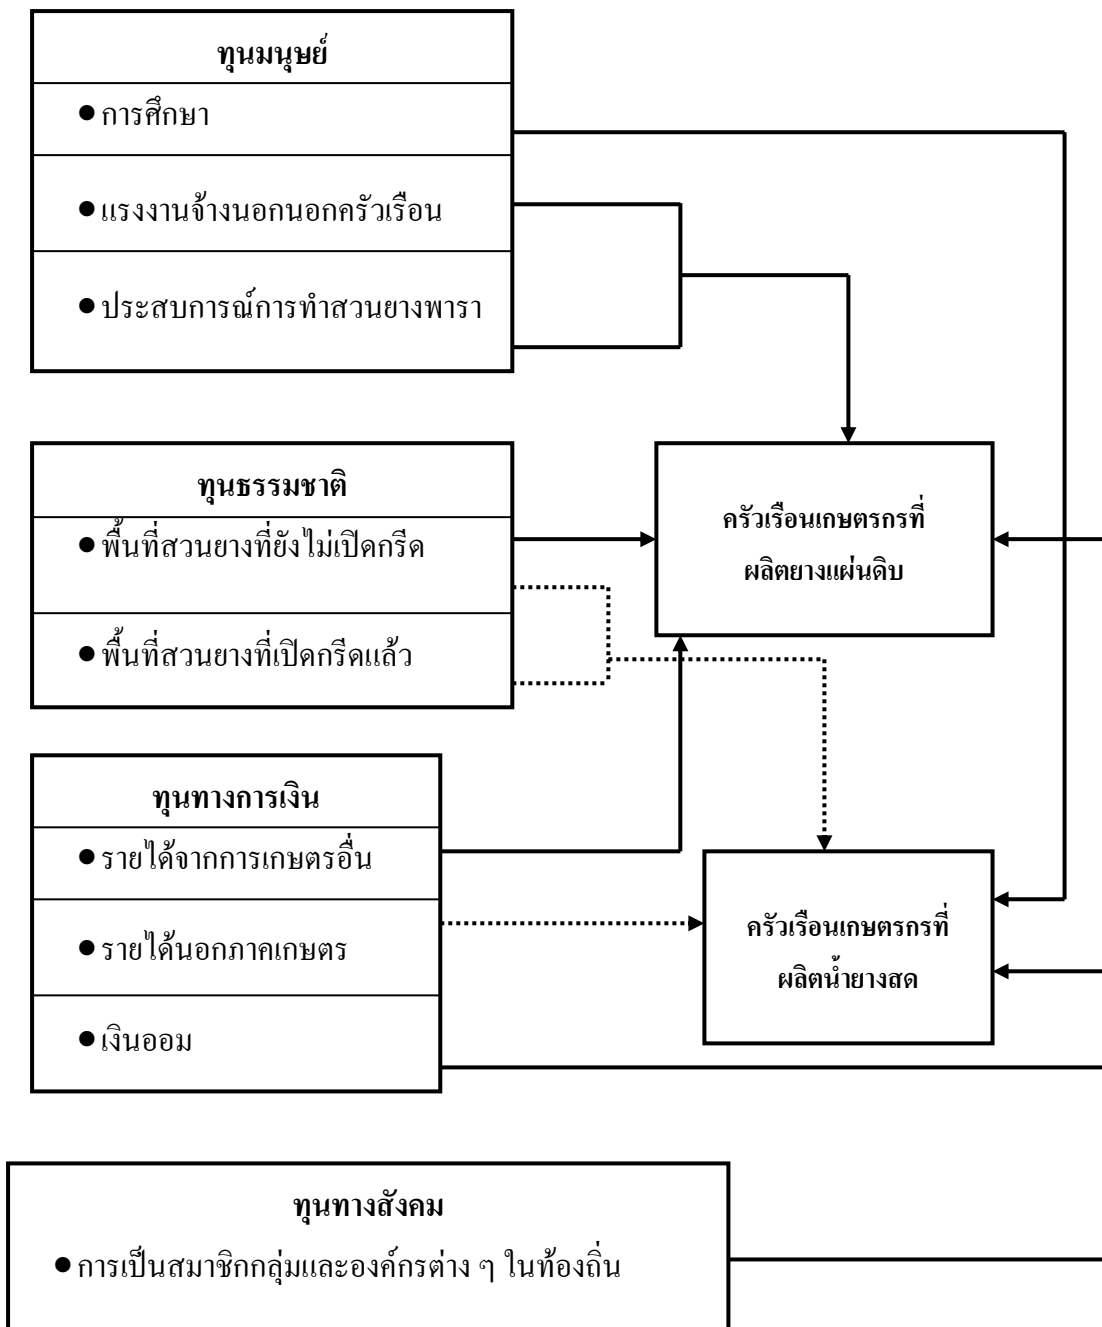 ทุนมนุษย์
●การศึกษา
●แรงงานจ้างนอกนอกครัวเรือน
●ประสบการณ์การทำสวนยางพารา
ทุนธรรมชาติ
●พื้นที่สวนยางที่ยังไม่เปิดกรีด
●พื้นที่สวนยางที่เปิดกรีดแล้ว
ครัวเรือนเกษตรกรที่
ผลิตยางแผ่นดิบ
ทุนทางการเงิน
●รายได้จากการเกษตรอื่น
●รายได้นอกภาคเกษตร
●เงินออม
ครัวเรือนเกษตรกรที่
ผลิตน้ำยางสด
ทุนทางสังคม
●การเป็นสมาชิกกลุ่มและองค์กรต่าง ๆ ในท้องถิ่น